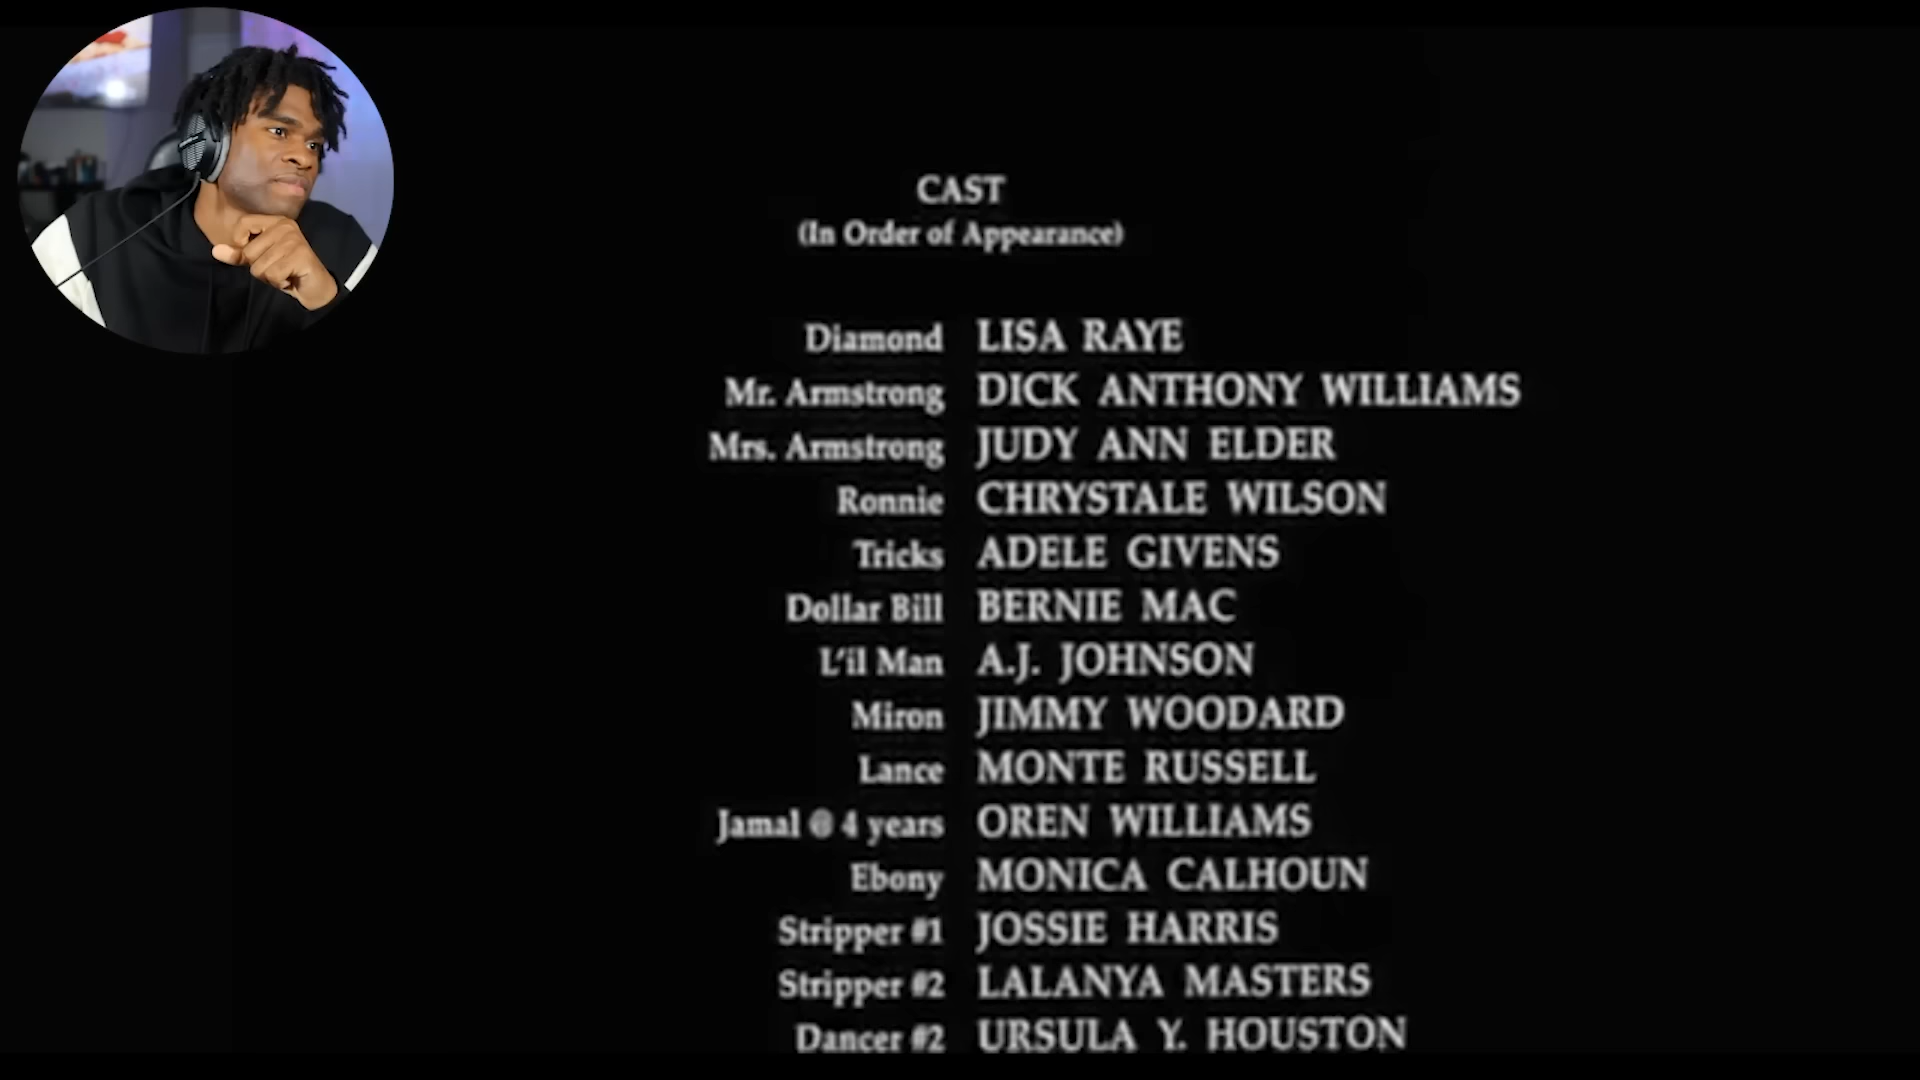 CAST
(In Order of Appearance)
Diamond LISA RAYE
Mr. Armstrong DICK ANTHONY WILLIAMS
Mrs. Armstrong JUDY ANN ELDER
Ronnie CHRYSTALE WILSON
Tricks ADELE GIVENS
Dollar Bill BERNIE MAC
L'il Man A.J. JOHNSON
Miron JIMMY WOODARD
Lance MONTE RUSSELL
Jamal @ 4 years OREN WILLIAMS
Ebony MONICA CALHOUN
Stripper #1 JOSSIE HARRIS
Stripper #2 LALANYA MASTERS
Dancer #2 URSULA Y. HOUSTON